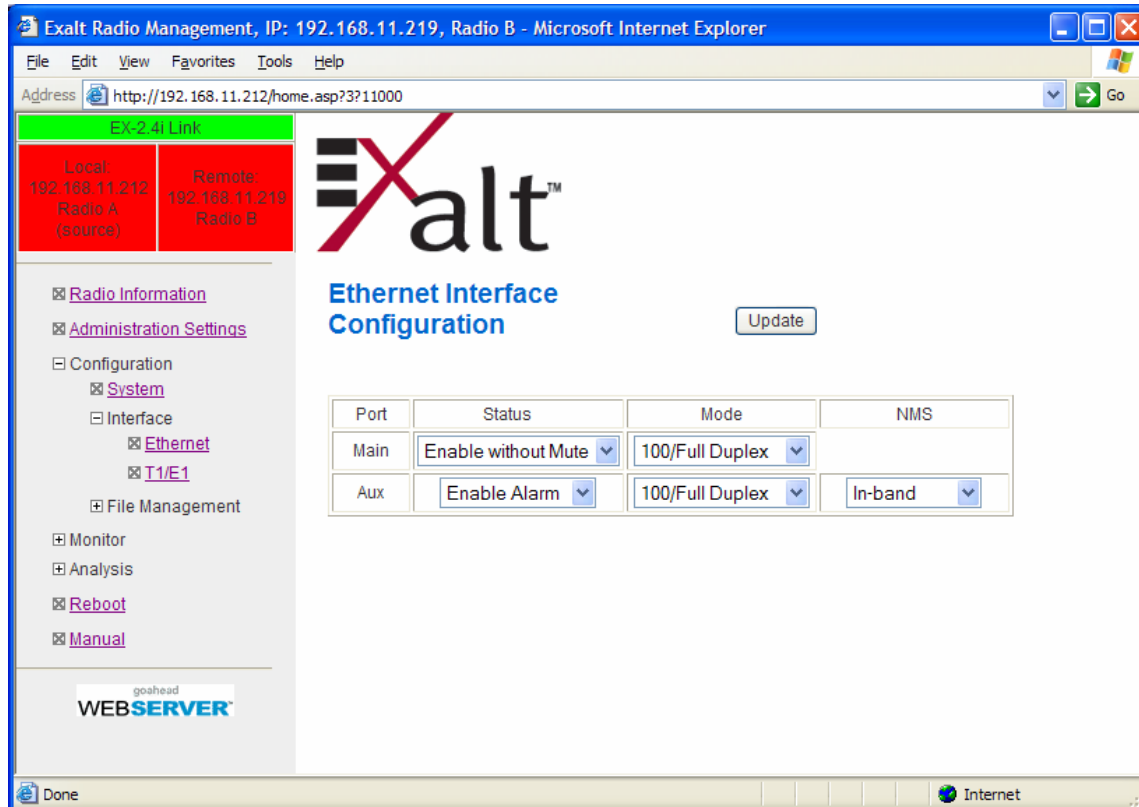 Exalt Radio Management, IP: 192.168.11.219, Radio B - Microsoft Internet Explorer
File Edit View Favorites Tools Help
Address http://192.168.11.212/home.asp?3?11000 Go
EX-2.4i Link
Local:
192.168.11.212
Radio A
(source)
Remote:
192.168.11.219
Radio B
Exalt™
Radio Information
Administration Settings
Configuration
System
Interface
Ethernet
T1/E1
File Management
Monitor
Analysis
Reboot
Manual
goahead
WEBSERVER™
Ethernet Interface
Configuration
Update
Port Status Mode NMS
Main Enable without Mute 100/Full Duplex
Aux Enable Alarm 100/Full Duplex In-band
Done Internet